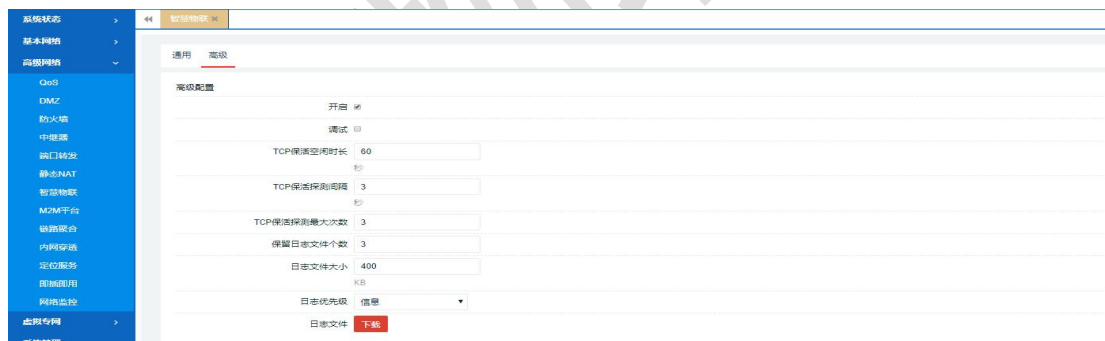 系统状态
基本网络
高级网络
QoS
DMZ
防火墙
中继器
端口转发
静态NAT
智慧物联
M2M平台
链路聚合
内网穿透
定位服务
即插即用
网络监控
虚拟专网
智慧物联
通用 高级
高级配置
开启
调试
TCP保活空闲时长 60
秒
TCP保活探测间隔 3
秒
TCP保活探测最大次数 3
保留日志文件个数 3
日志文件大小 400
KB
日志优先级 信息
日志文件 下载